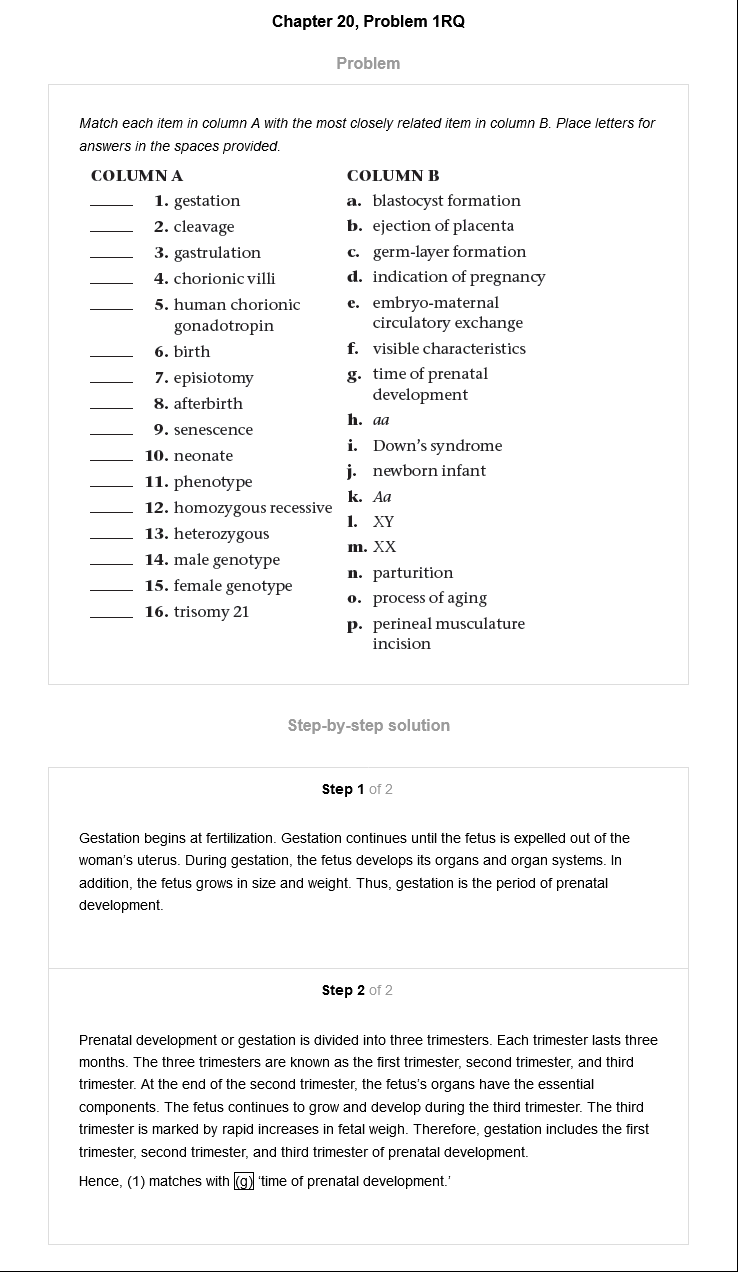 Chapter 20, Problem 1RQ
Problem
Match each item in column A with the most closely related item in column B. Place letters for
answers in the spaces provided.
COLUMN A
_____ 1. gestation
_____ 2. cleavage
_____ 3. gastrulation
_____ 4. chorionic villi
_____ 5. human chorionic
gonadotropin
_____ 6. birth
_____ 7. episiotomy
_____ 8. afterbirth
_____ 9. senescence
_____ 10. neonate
_____ 11. phenotype
_____ 12. homozygous recessive
_____ 13. heterozygous
_____ 14. male genotype
_____ 15. female genotype
_____ 16. trisomy 21
COLUMN B
a. blastocyst formation
b. ejection of placenta
c. germ-layer formation
d. indication of pregnancy
e. embryo-maternal
circulatory exchange
f. visible characteristics
g. time of prenatal
development
h. aa
i. Down's syndrome
j. newborn infant
k. Aa
l. XY
m. XX
n. parturition
o. process of aging
p. perineal musculature
incision
Step-by-step solution
Step 1 of 2
Gestation begins at fertilization. Gestation continues until the fetus is expelled out of the
woman's uterus. During gestation, the fetus develops its organs and organ systems. In
addition, the fetus grows in size and weight. Thus, gestation is the period of prenatal
development.
Step 2 of 2
Prenatal development or gestation is divided into three trimesters. Each trimester lasts three
months. The three trimesters are known as the first trimester, second trimester, and third
trimester. At the end of the second trimester, the fetus's organs have the essential
components. The fetus continues to grow and develop during the third trimester. The third
trimester is marked by rapid increases in fetal weigh. Therefore, gestation includes the first
trimester, second trimester, and third trimester of prenatal development.
Hence, (1) matches with (g) 'time of prenatal development.'